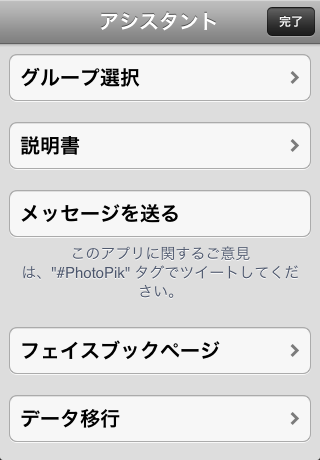 アシスタント
完了
グループ選択
説明書
メッセージを送る
このアプリに関するご意見
は、"#PhotoPik" タグでツイートしてくだ
さい。
フェイスブックページ
データ移行